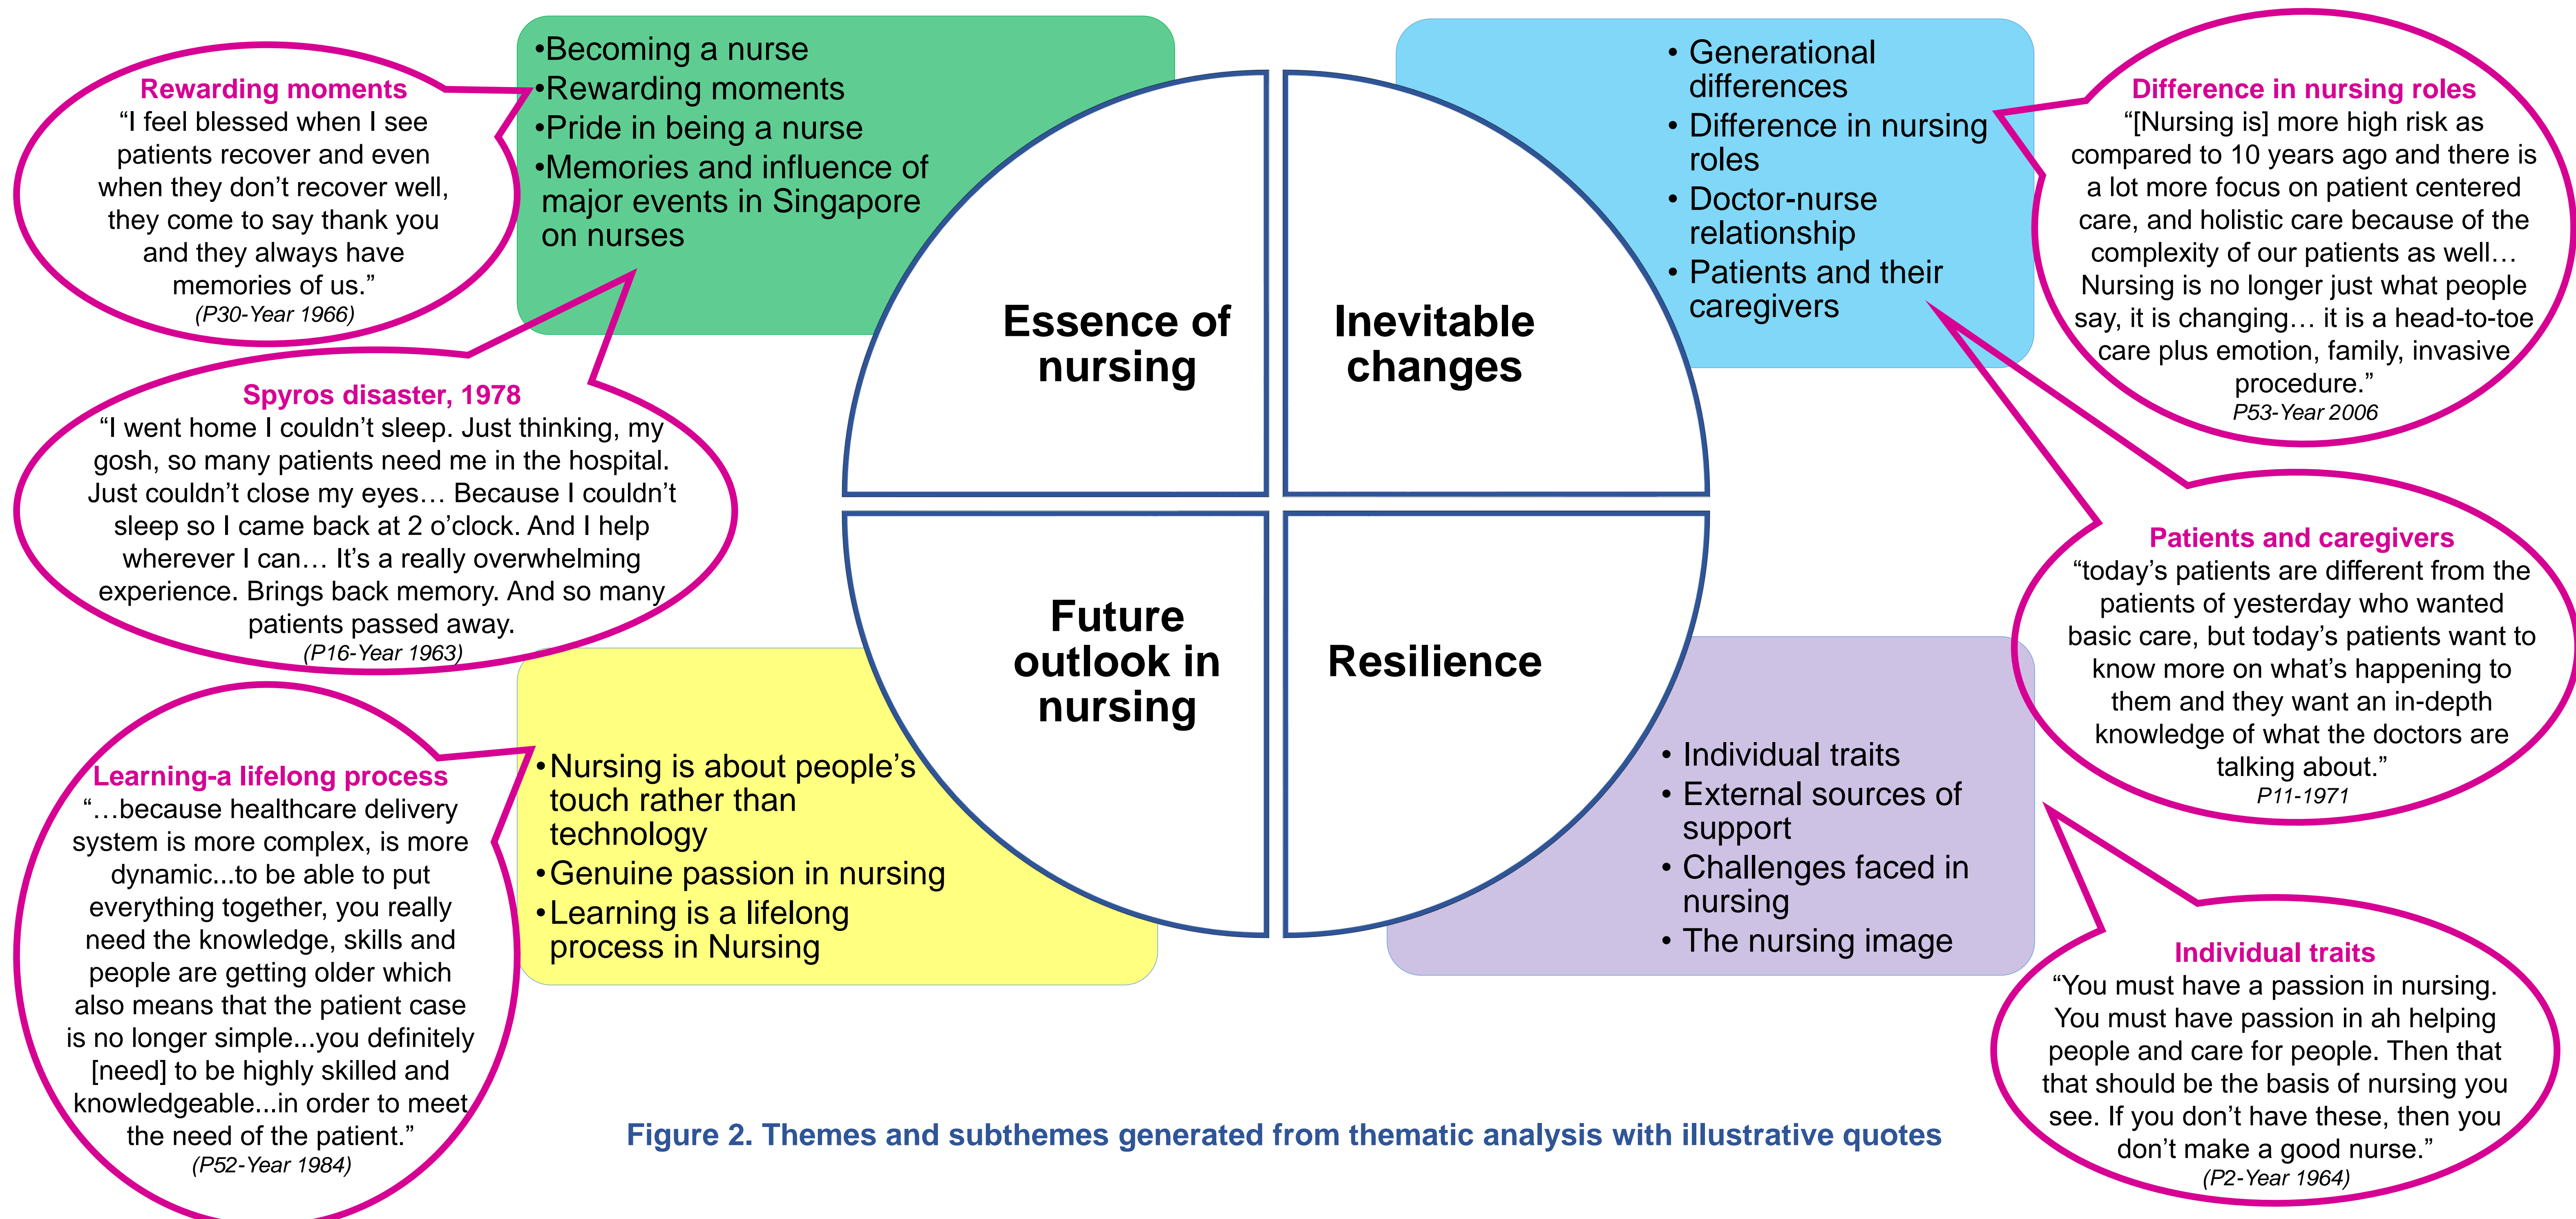 Rewarding moments
“I feel blessed when I see
patients recover and even
when they don’t recover well,
they come to say thank you
and they always have
memories of us.”
(P30-Year 1966)
•Becoming a nurse
•Rewarding moments
•Pride in being a nurse
•Memories and influence of
major events in Singapore
on nurses
• Generational
differences
• Difference in nursing
roles
• Doctor-nurse
relationship
• Patients and their
caregivers
Difference in nursing roles
“[Nursing is] more high risk as
compared to 10 years ago and there is
a lot more focus on patient centered
care, and holistic care because of the
complexity of our patients as well…
Nursing is no longer just what people
say, it is changing… it is a head-to-toe
care plus emotion, family, invasive
procedure.”
P53-Year 2006
Essence of
nursing
Inevitable
changes
Spyros disaster, 1978
“I went home I couldn’t sleep. Just thinking, my
gosh, so many patients need me in the hospital.
Just couldn’t close my eyes… Because I couldn’t
sleep so I came back at 2 o’clock. And I help
wherever I can… It’s a really overwhelming
experience. Brings back memory. And so many
patients passed away.
(P16-Year 1963)
Future
outlook in
nursing
Resilience
Patients and caregivers
“today’s patients are different from the
patients of yesterday who wanted
basic care, but today’s patients want to
know more on what’s happening to
them and they want an in-depth
knowledge of what the doctors are
talking about.”
P11-1971
Learning-a lifelong process
“…because healthcare delivery
system is more complex, is more
dynamic...to be able to put
everything together, you really
need the knowledge, skills and
people are getting older which
also means that the patient case
is no longer simple...you definitely
[need] to be highly skilled and
knowledgeable...in order to meet
the need of the patient.”
(P52-Year 1984)
•Nursing is about people’s
touch rather than
technology
•Genuine passion in nursing
•Learning is a lifelong
process in Nursing
• Individual traits
• External sources of
support
• Challenges faced in
nursing
• The nursing image
Individual traits
“You must have a passion in nursing.
You must have passion in ah helping
people and care for people. Then that
that should be the basis of nursing you
see. If you don’t have these, then you
don’t make a good nurse.”
(P2-Year 1964)
Figure 2. Themes and subthemes generated from thematic analysis with illustrative quotes